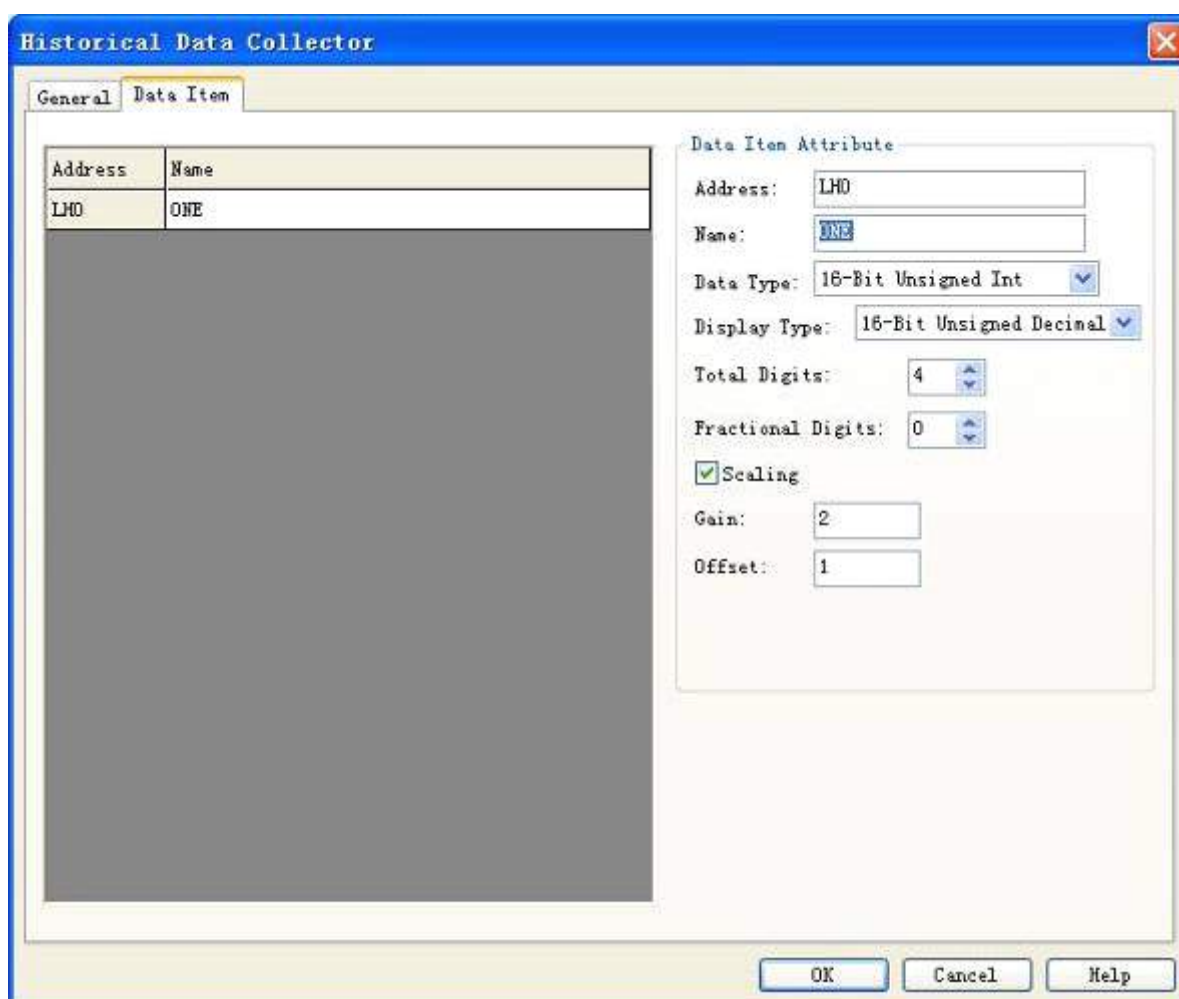 Historical Data Collector
General Data Item
Address Name
LH0 ONE
Data Item Attribute
Address: LH0
Name: ONE
Data Type: 16-Bit Unsigned Int
Display Type: 16-Bit Unsigned Decimal
Total Digits: 4
Fractional Digits: 0
Scaling
Gain: 2
Offset: 1
OK Cancel Help